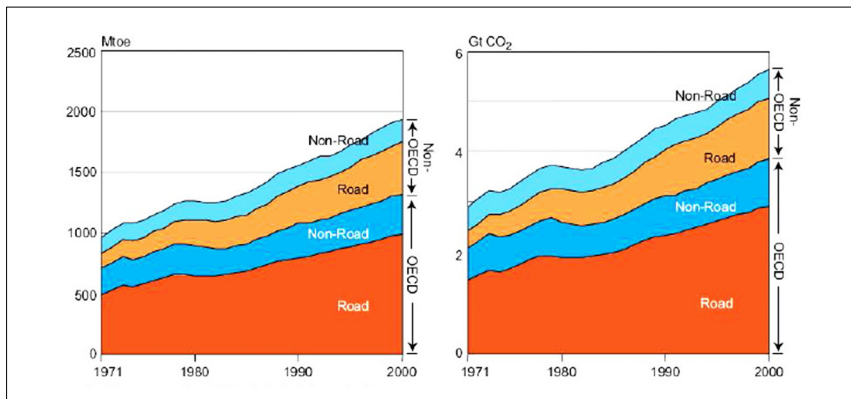 Mtoe
2500
2000
1500
1000
500
0
1971
1980
1990
2000
Non-Road
Road
Non-Road
Road
Non-
OECD
OECD
Gt CO₂
6
4
2
0
1971
1980
1990
2000
Non-Road
Road
Non-Road
Road
Non-
OECD
OECD